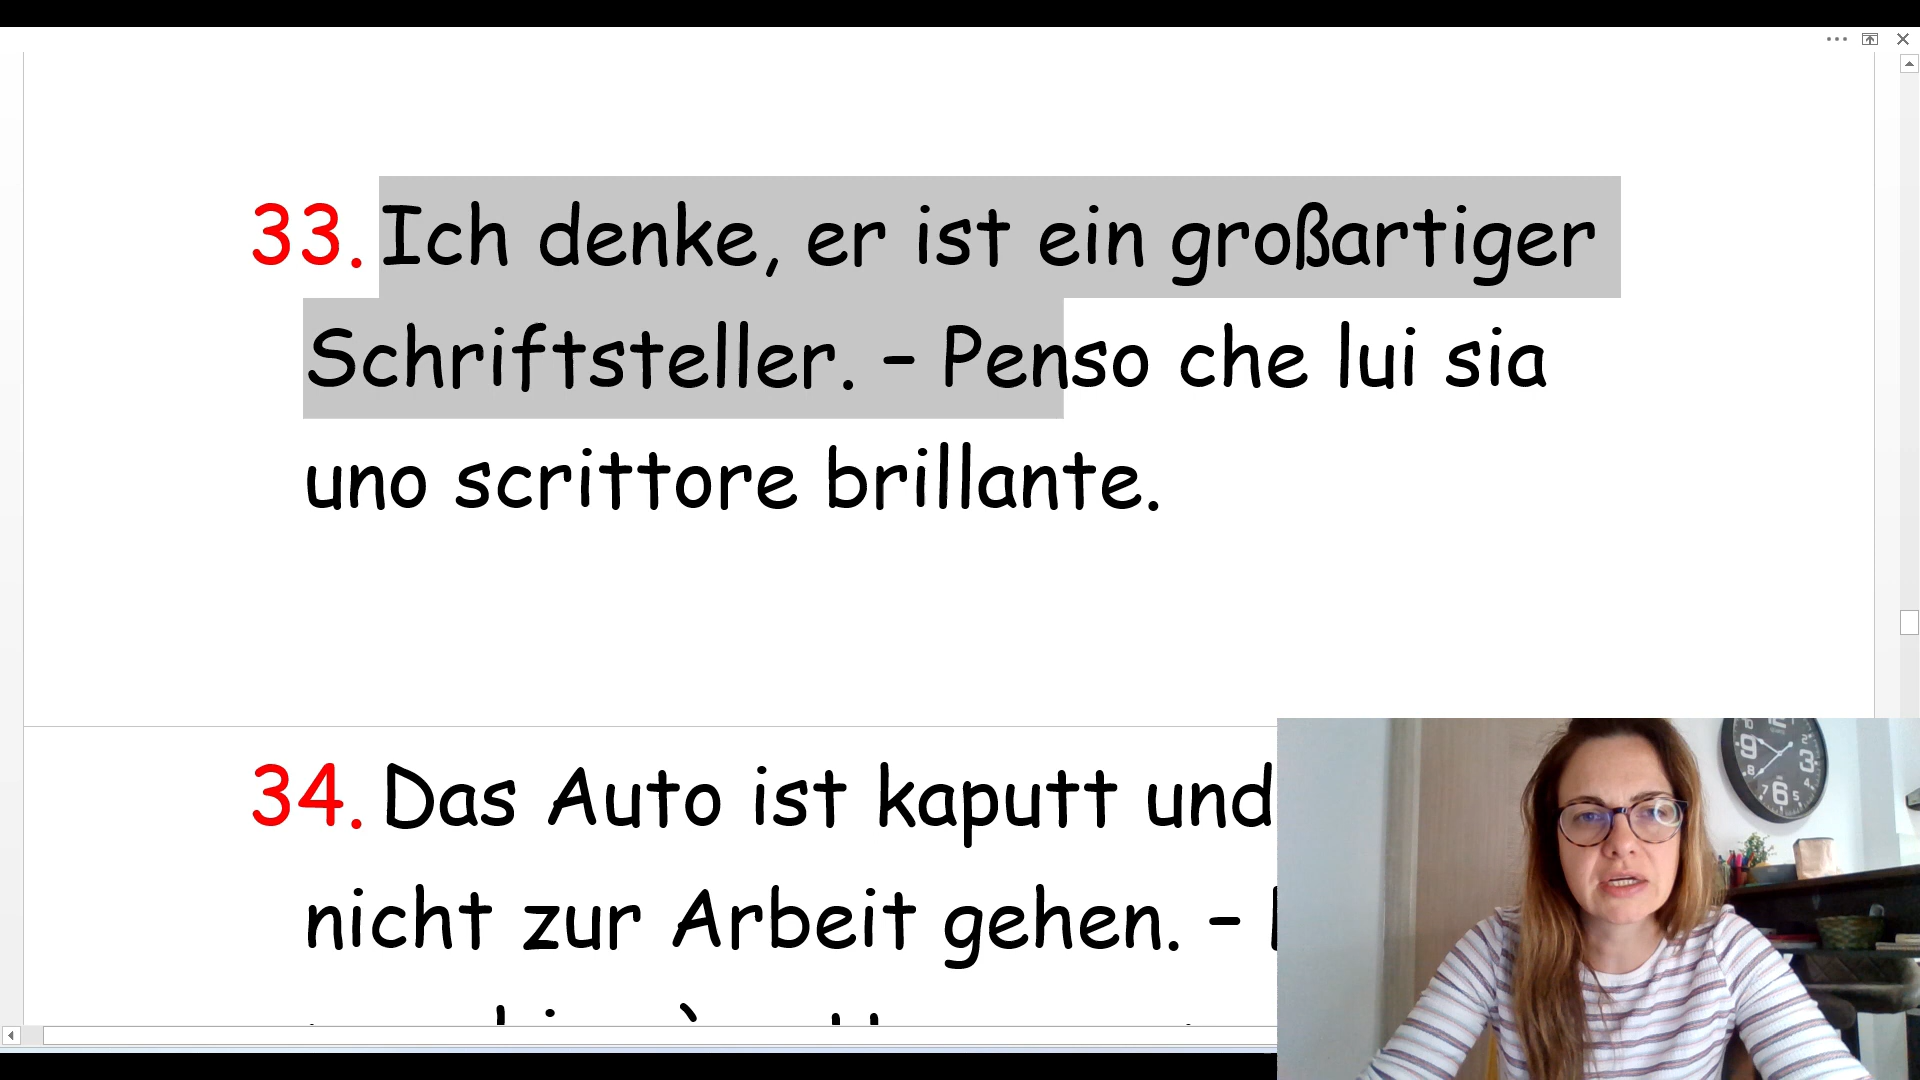 33. Ich denke, er ist ein großartiger
Schriftsteller. – Penso che lui sia
uno scrittore brillante.
34. Das Auto ist kaputt und
nicht zur Arbeit gehen. –